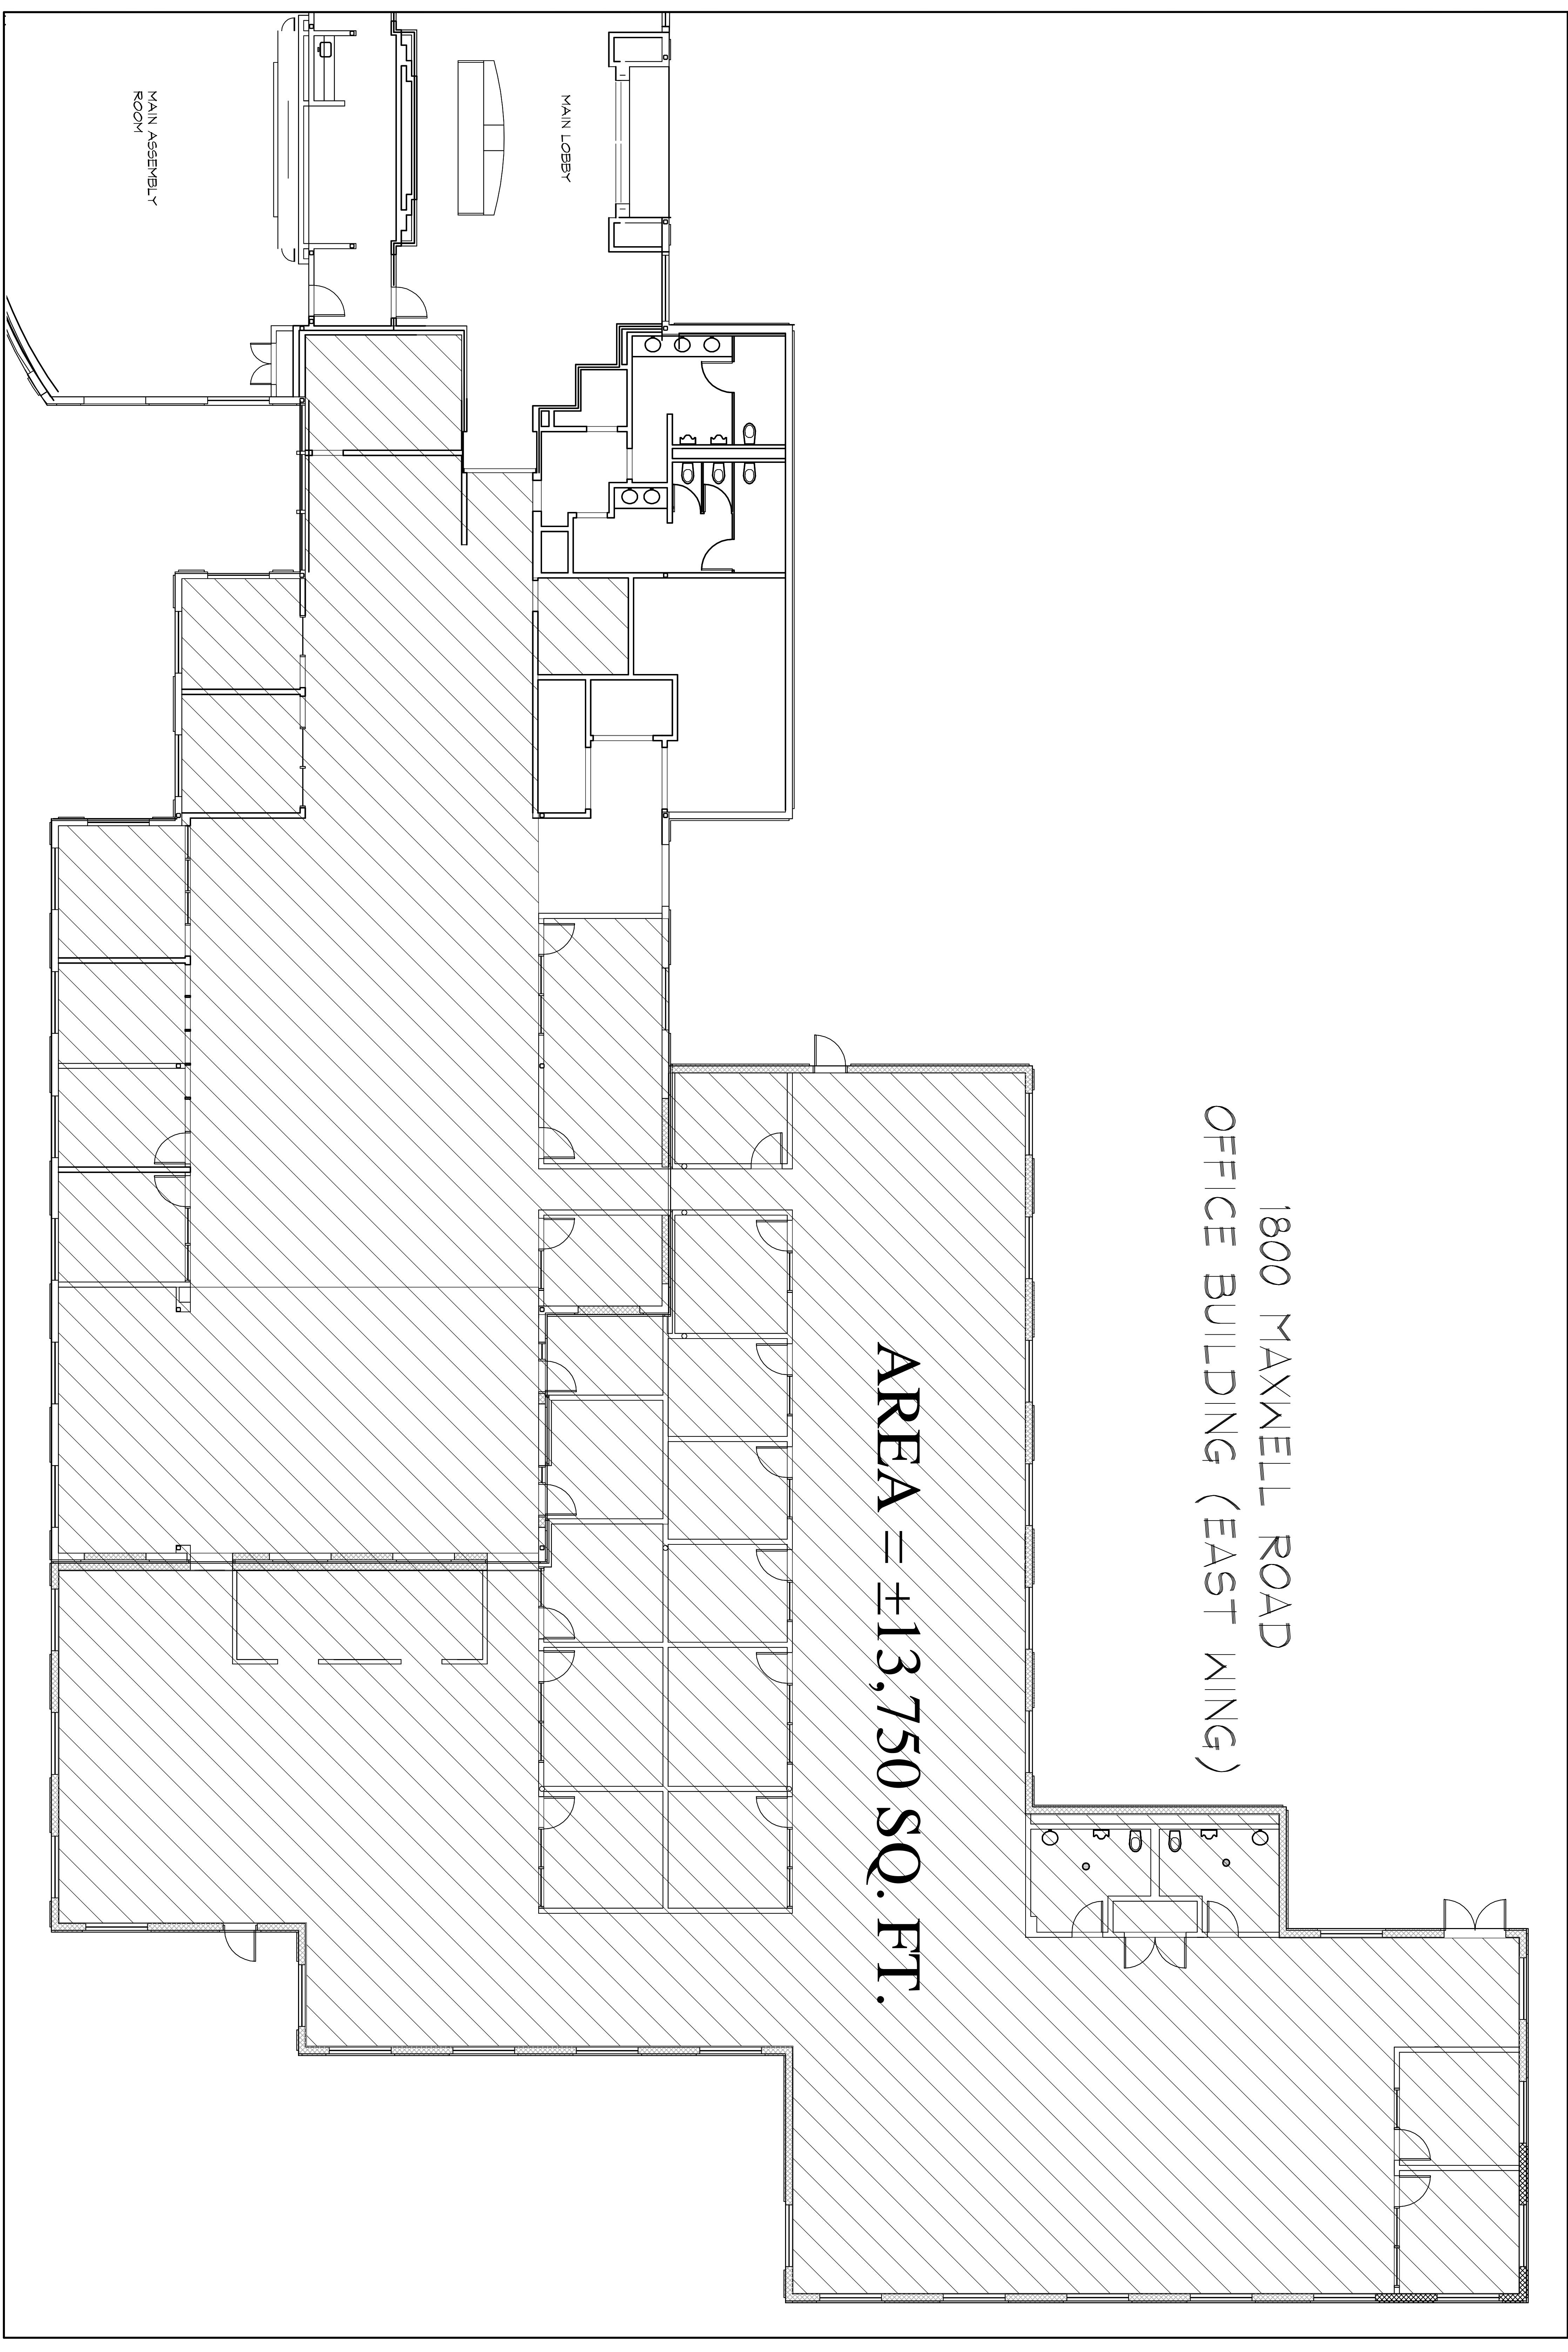 1800 MAXWELL ROAD
OFFICE BUILDING (EAST WING)
AREA = ±13,750 SQ. FT.
MAIN LOBBY
MAIN ASSEMBLY
ROOM